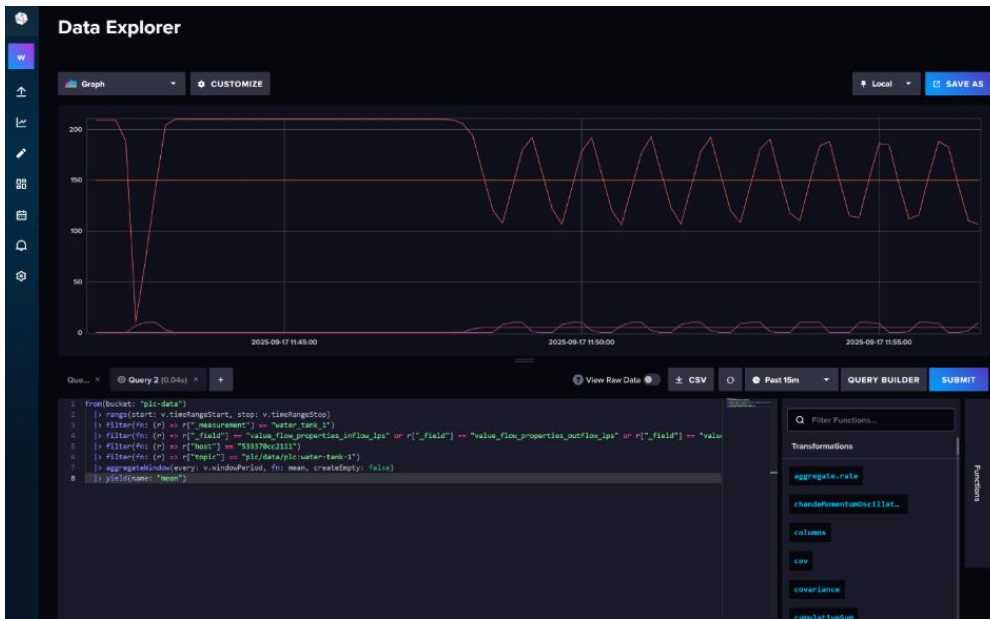 Data Explorer
w
Graph
CUSTOMIZE
Local
SAVE AS
200
150
100
50
0
2025-09-17 11:45:00
2025-09-17 11:50:00
2025-09-17 11:55:00
Que... ×
Query 2 (0.04s) ×
+
View Raw Data
CSV
Past 15m
QUERY BUILDER
SUBMIT
1 from(bucket: "plc-data")
2 |> range(start: v.timeRangeStart, stop: v.timeRangeStop)
3 |> filter(fn: (r) => r["_measurement"] == "water_tank_1")
4 |> filter(fn: (r) => r["_field"] == "value_flow_properties_inflow_lps" or r["_field"] == "value_flow_properties_outflow_lps" or r["_field"] == "valu
5 |> filter(fn: (r) => r["host"] == "539370cc2111")
6 |> filter(fn: (r) => r["topic"] == "plc/data/plc:water-tank-1")
7 |> aggregateWindow(every: v.windowPeriod, fn: mean, createEmpty: false)
8 |> yield(name: "mean")
Filter Functions...
Transformations
aggregate.rate
chandeMomentumOscillat…
columns
cov
covariance
cumulativeSum
Functions